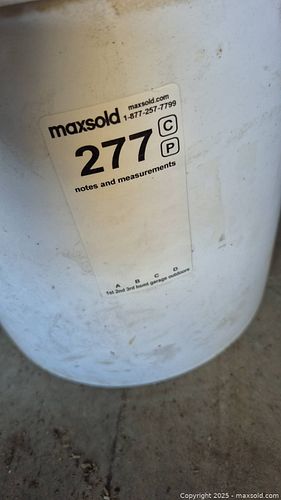 maxsold
maxsold.com
1-877-257-7799
277 C
P
notes and measurements
A B C D
1st 2nd 3rd bsmt garage outdoors
Copyright 2025 - maxsold.com